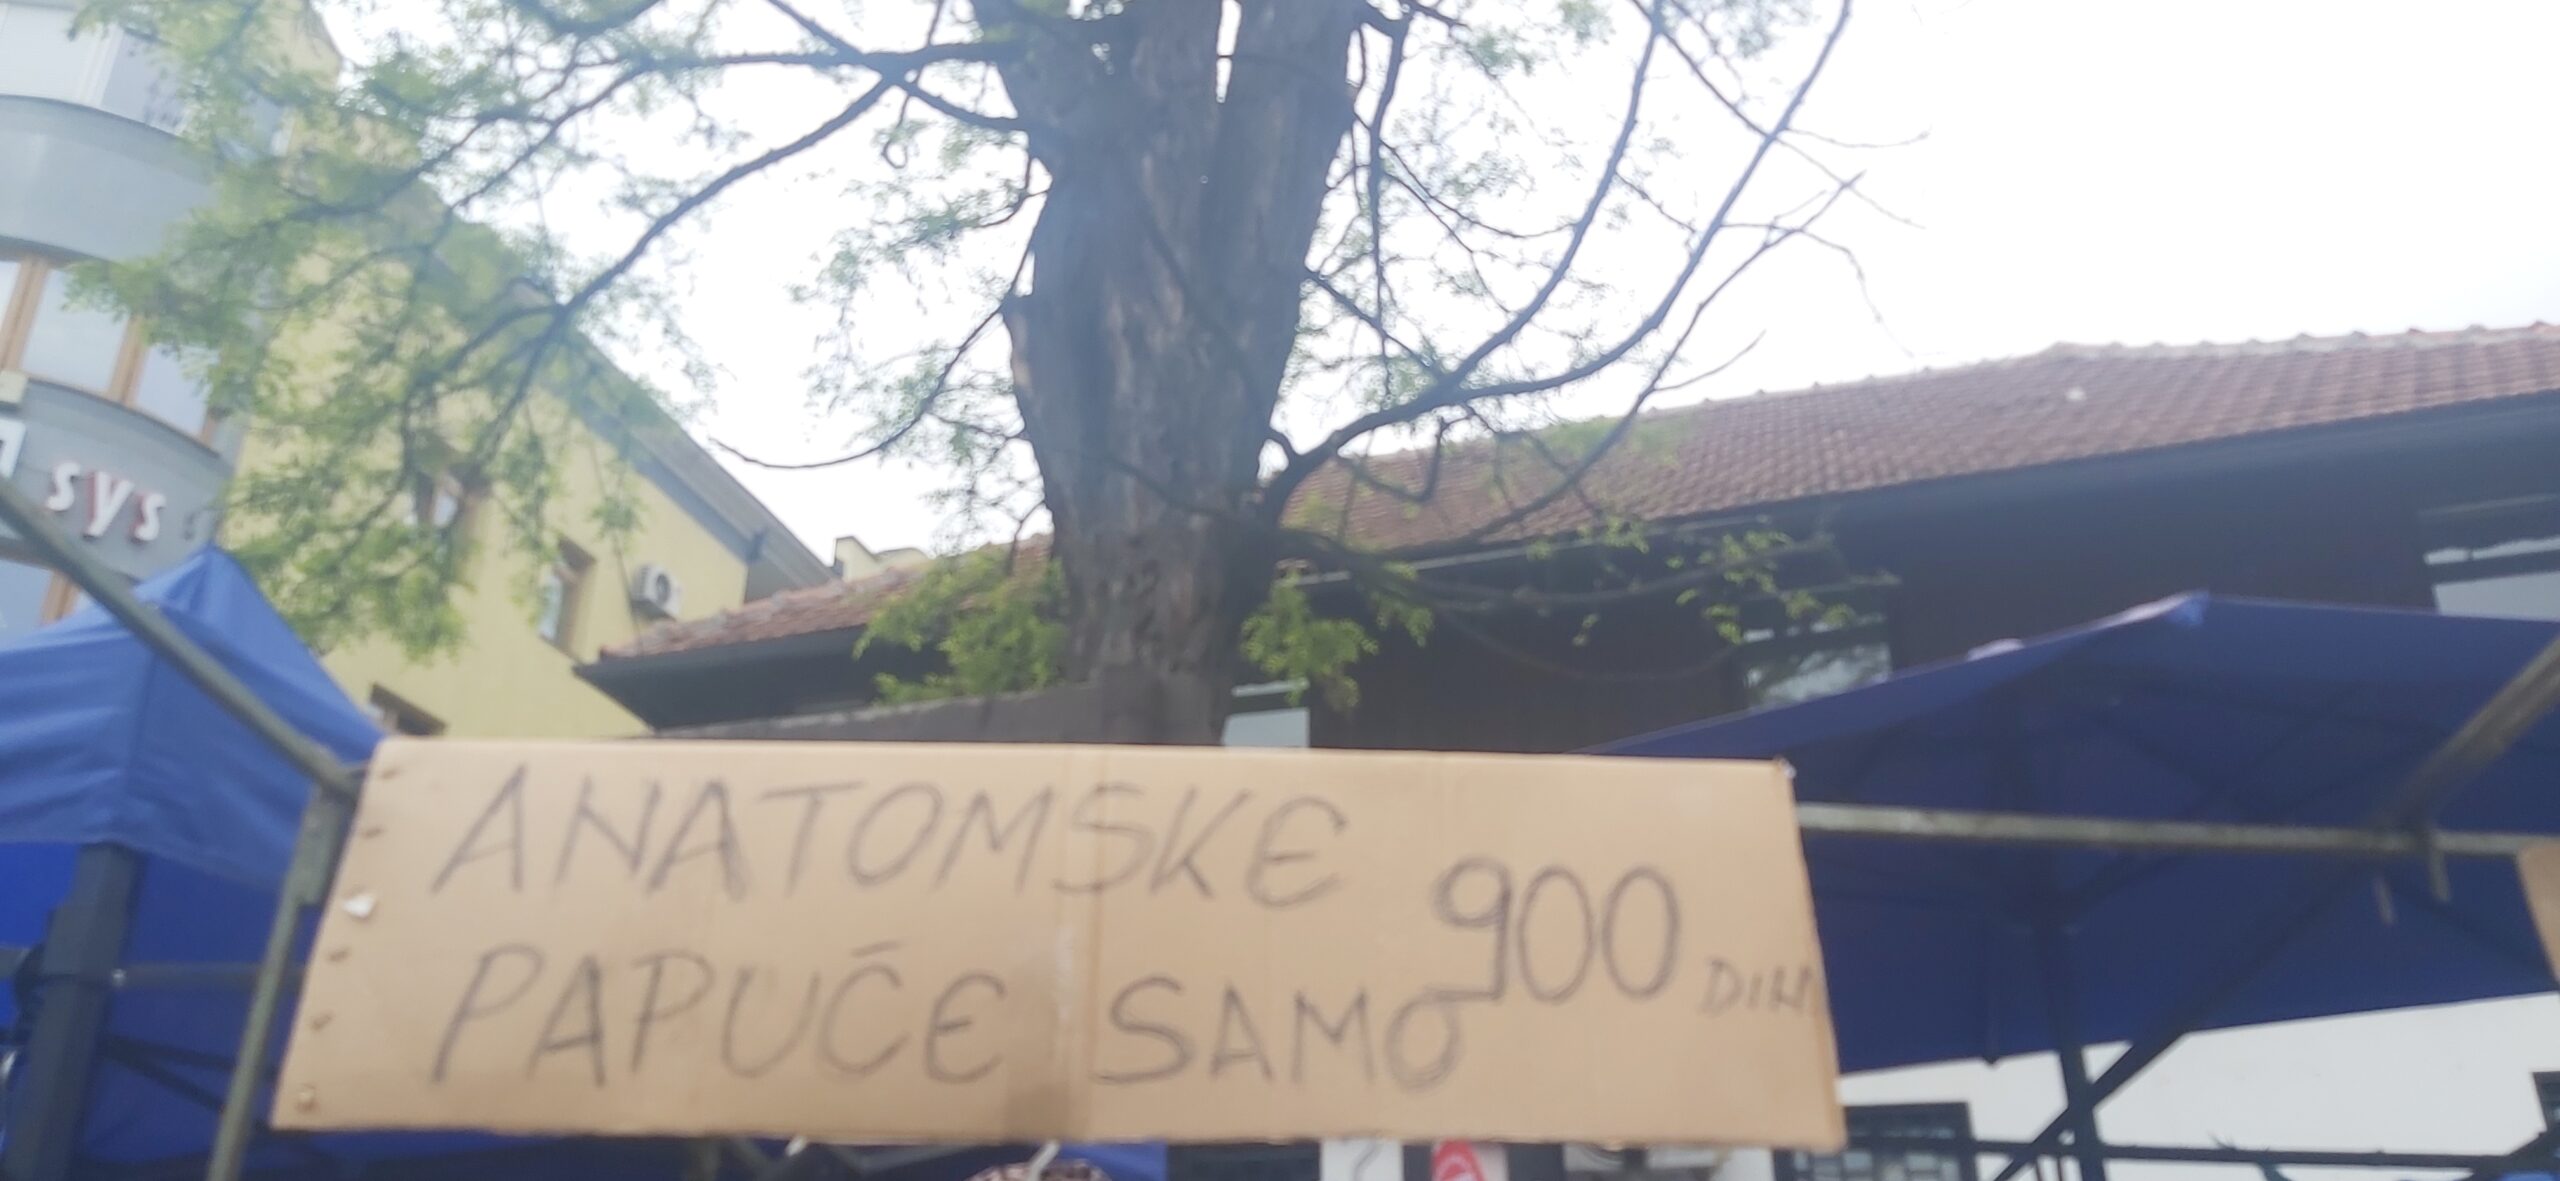 sys
ANATOMSKE
PAPUĆE SAMO 900 DIN